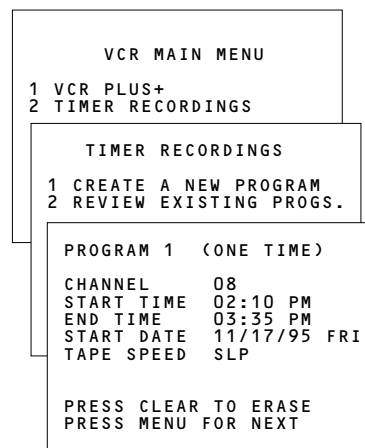 VCR MAIN MENU
1 VCR PLUS+
2 TIMER RECORDINGS
TIMER RECORDINGS
1 CREATE A NEW PROGRAM
2 REVIEW EXISTING PROGS.
PROGRAM 1 (ONE TIME)
CHANNEL 08
START TIME 02:10 PM
END TIME 03:35 PM
START DATE 11/17/95 FRI
TAPE SPEED SLP
PRESS CLEAR TO ERASE
PRESS MENU FOR NEXT